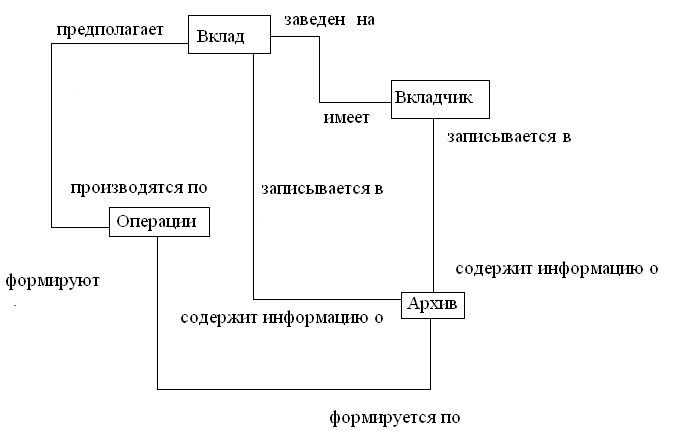 заведен на
предполагает
Вклад
Вкладчик
имеет
записывается в
производятся по
записывается в
Операции
содержит информацию о
формируют
Архив
содержит информацию о
формируется по